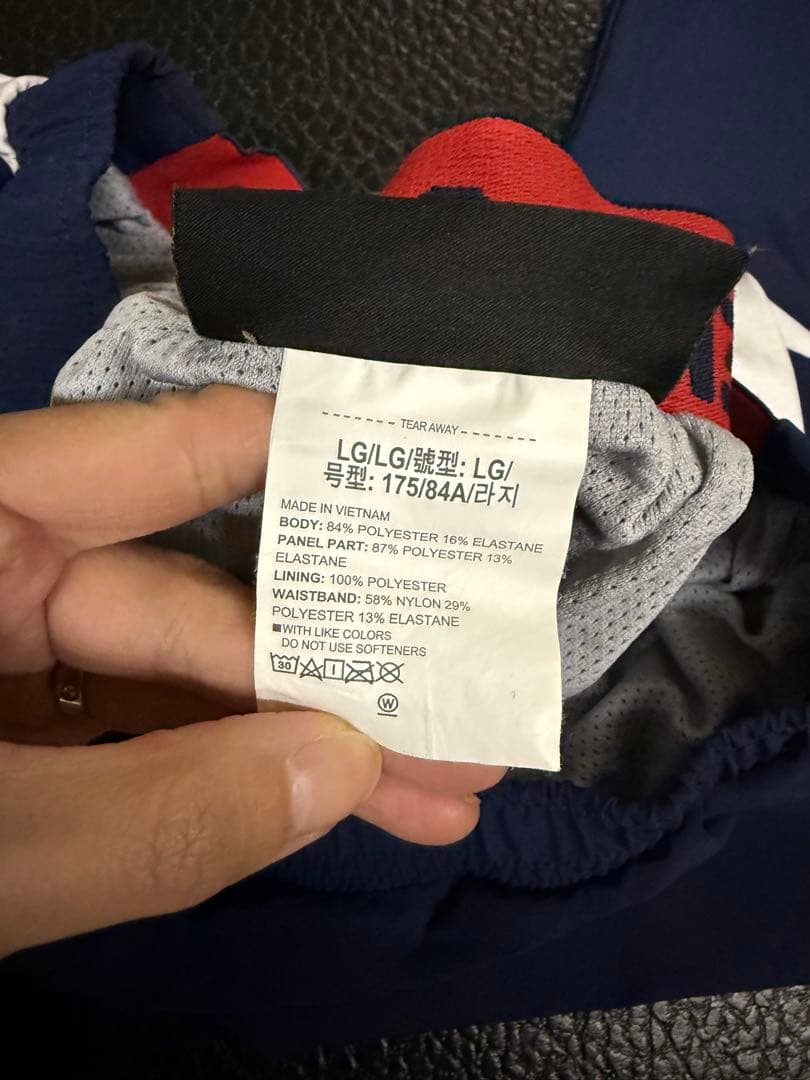 TEAR AWAY
LG/LG/號型: LG/
号型: 175/84A/라지
MADE IN VIETNAM
BODY: 84% POLYESTER 16% ELASTANE
PANEL PART: 87% POLYESTER 13%
ELASTANE
LINING: 100% POLYESTER
WAISTBAND: 58% NYLON 29%
POLYESTER 13% ELASTANE
■WITH LIKE COLORS
DO NOT USE SOFTENERS
30
W